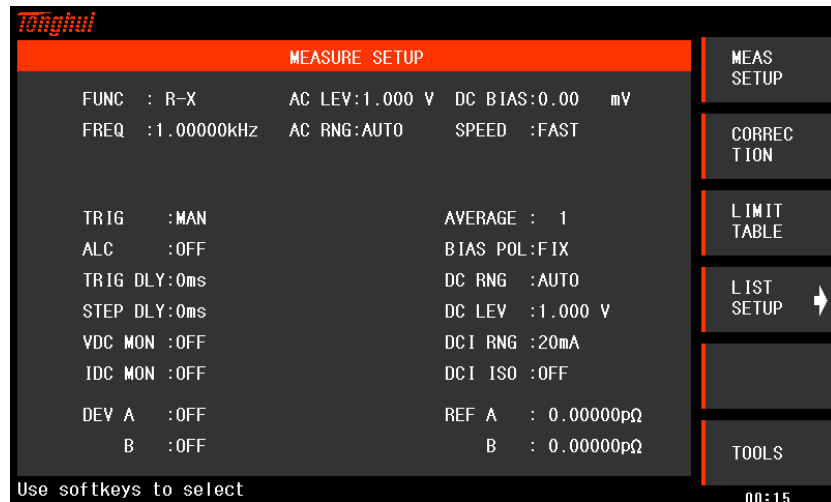 Tonghui
MEASURE SETUP
FUNC : R-X AC LEV:1.000 V DC BIAS:0.00 mV
FREQ :1.00000kHz AC RNG:AUTO SPEED :FAST
TRIG :MAN AVERAGE : 1
ALC :OFF BIAS POL:FIX
TRIG DLY:0ms DC RNG :AUTO
STEP DLY:0ms DC LEV :1.000 V
VDC MON :OFF DCI RNG :20mA
IDC MON :OFF DCI ISO :OFF
DEV A :OFF REF A : 0.00000pΩ
B :OFF B : 0.00000pΩ
MEAS
SETUP
CORREC
TION
LIMIT
TABLE
LIST
SETUP
TOOLS
Use softkeys to select
00:15